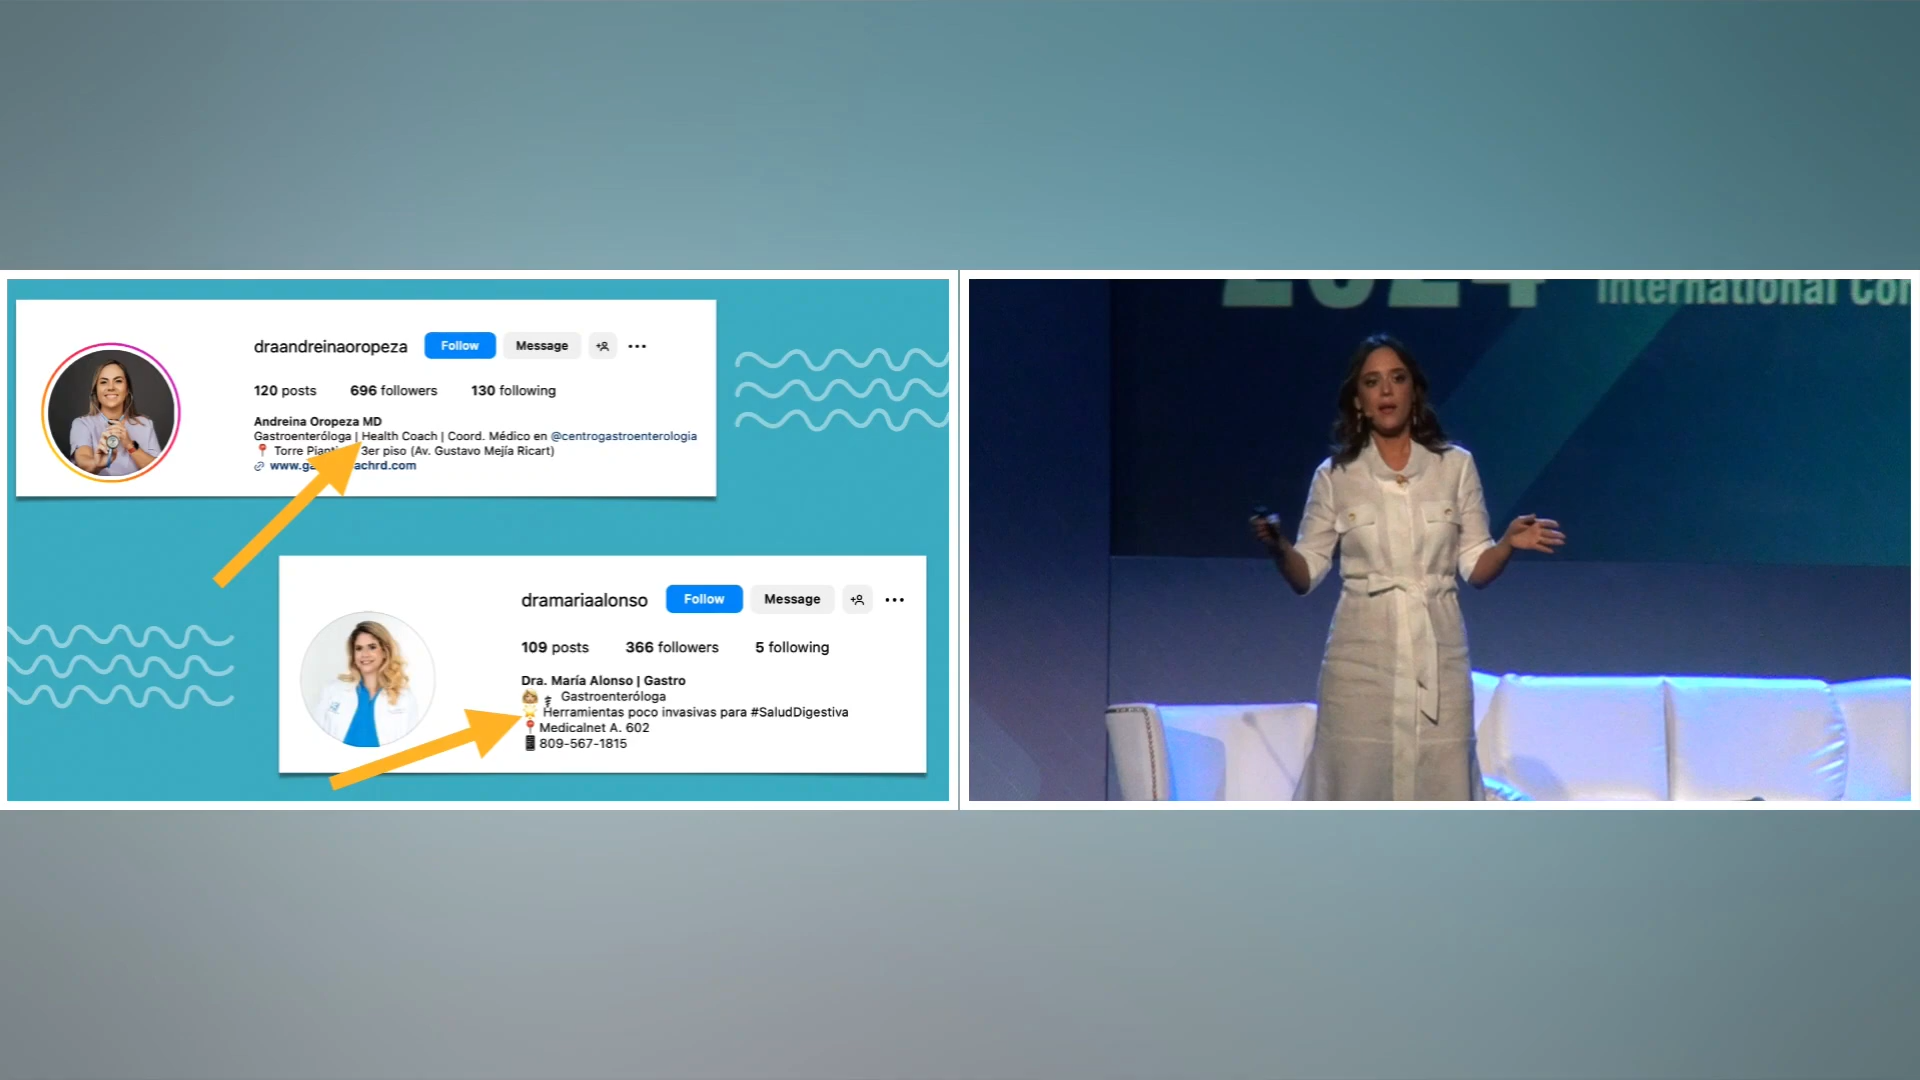 draandreinaoropeza Follow Message
120 posts 696 followers 130 following
Andreina Oropeza MD
Gastroenteróloga | Health Coach | Coord. Médico en @centrogastroenterologia
Torre 3er piso (Av. Gustavo Mejía Ricart)
dramariaalonso Follow Message
109 posts 366 followers 5 following
Dra. María Alonso | Gastro
Gastroenteróloga
Herramientas poco invasivas para #SaludDigestiva
Medicalnet A. 602
809-567-1815
2024
International